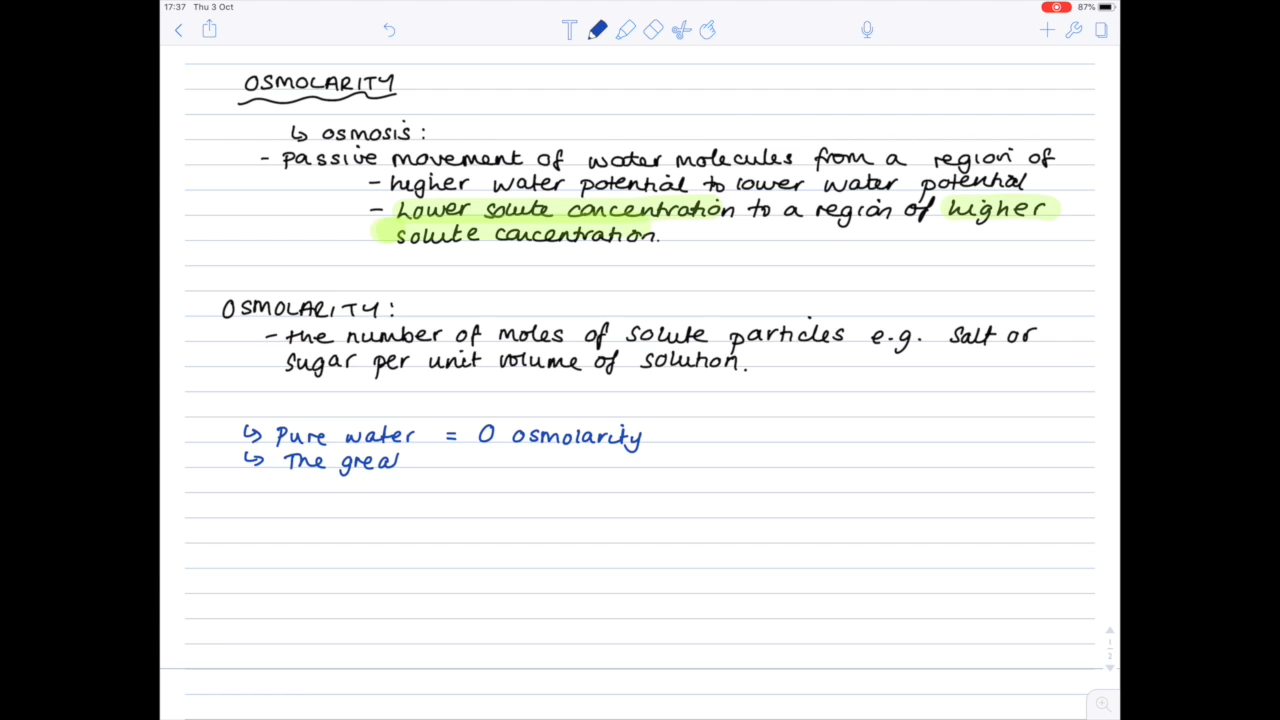 17:37 Thu 3 Oct
87%
T
OSMOLARITY
↳ osmosis:
- Passive movement of water molecules from a region of
- higher water potential to lower water potential
- Lower solute concentration to a region of higher
solute concentration.
OSMOLARITY:
- the number of moles of solute particles e.g. salt or
sugar per unit volume of solution.
↳ Pure water = 0 osmolarity
↳ The grea
1
2